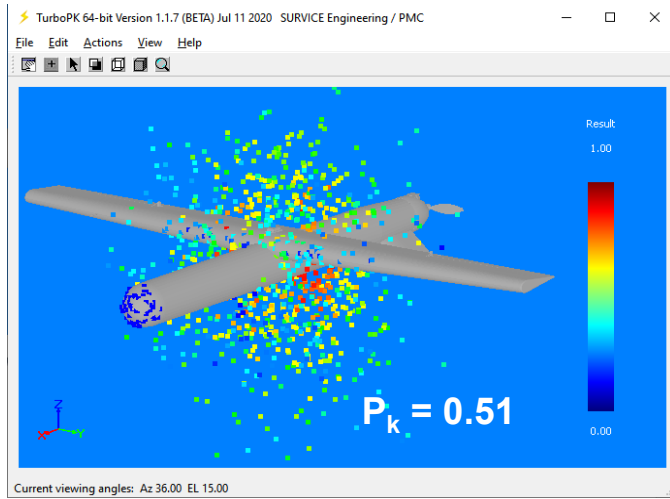 TurboPK 64-bit Version 1.1.7 (BETA) Jul 11 2020 SURVICE Engineering / PMC
File Edit Actions View Help
Result
1.00
0.00
Pk = 0.51
Z
X
Y
Current viewing angles: Az 36.00 EL 15.00